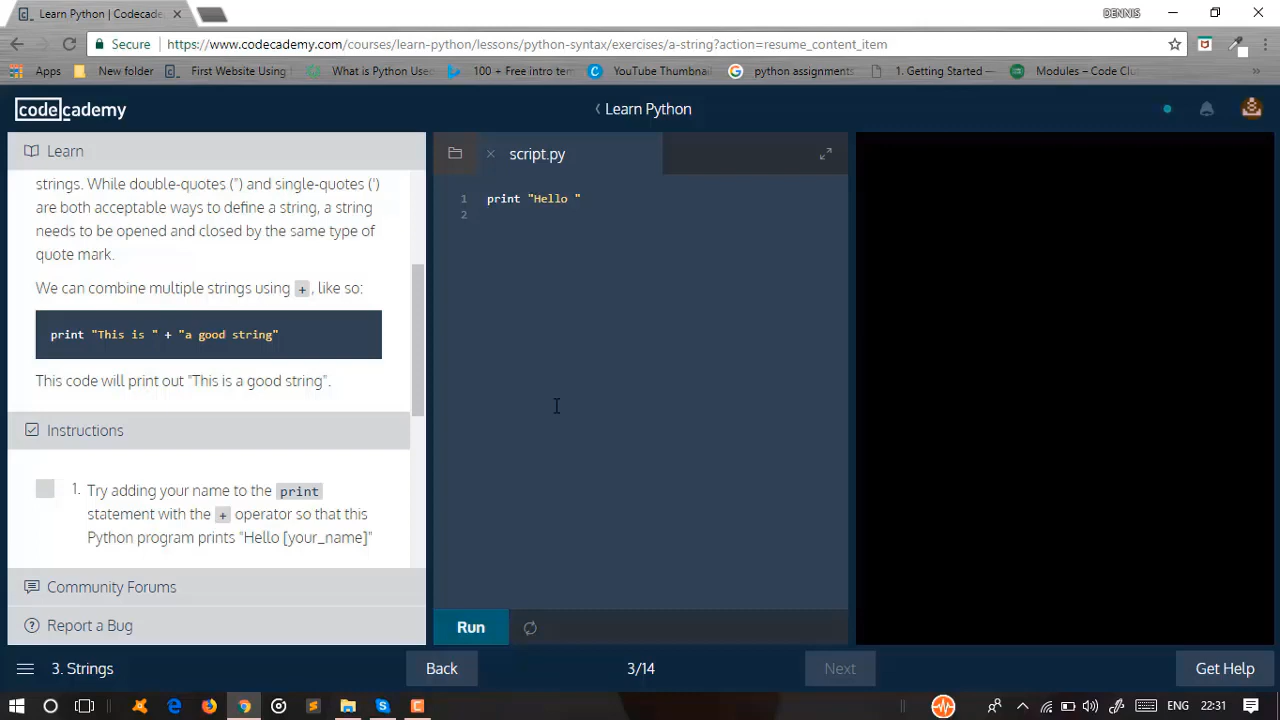 Learn Python | Codecade
DENNIS
Secure
https://www.codecademy.com/courses/learn-python/lessons/python-syntax/exercises/a-string?action=resume_content_item
Apps
New folder
First Website Using
What is Python Used
100 + Free intro tem
YouTube Thumbnai
python assignments
1. Getting Started —
Modules – Code Clu
»
codecademy
Learn Python
Learn
strings. While double-quotes (") and single-quotes (')
are both acceptable ways to define a string, a string
needs to be opened and closed by the same type of
quote mark.
We can combine multiple strings using +, like so:
print "This is " + "a good string"
This code will print out "This is a good string".
Instructions
1. Try adding your name to the print
statement with the + operator so that this
Python program prints "Hello [your_name]"
Community Forums
Report a Bug
script.py
1 print "Hello "
2
Run
3. Strings
Back
3/14
Next
Get Help
ENG
22:31